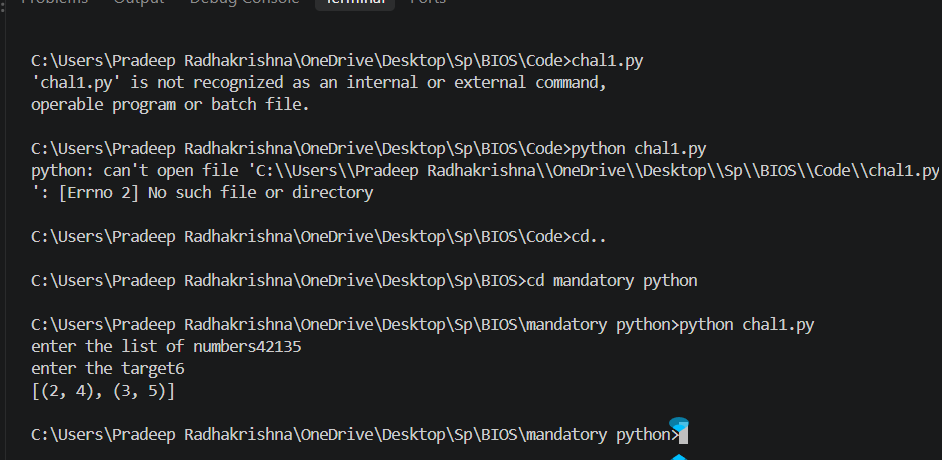 Problems Output Debug Console Terminal Ports
C:\Users\Pradeep Radhakrishna\OneDrive\Desktop\Sp\BIOS\Code>chal1.py
'chal1.py' is not recognized as an internal or external command,
operable program or batch file.
C:\Users\Pradeep Radhakrishna\OneDrive\Desktop\Sp\BIOS\Code>python chal1.py
python: can't open file 'C:\\Users\\Pradeep Radhakrishna\\OneDrive\\Desktop\\Sp\\BIOS\\Code\\chal1.py
': [Errno 2] No such file or directory
C:\Users\Pradeep Radhakrishna\OneDrive\Desktop\Sp\BIOS\Code>cd..
C:\Users\Pradeep Radhakrishna\OneDrive\Desktop\Sp\BIOS>cd mandatory python
C:\Users\Pradeep Radhakrishna\OneDrive\Desktop\Sp\BIOS\mandatory python>python chal1.py
enter the list of numbers42135
enter the target6
[(2, 4), (3, 5)]
C:\Users\Pradeep Radhakrishna\OneDrive\Desktop\Sp\BIOS\mandatory python>